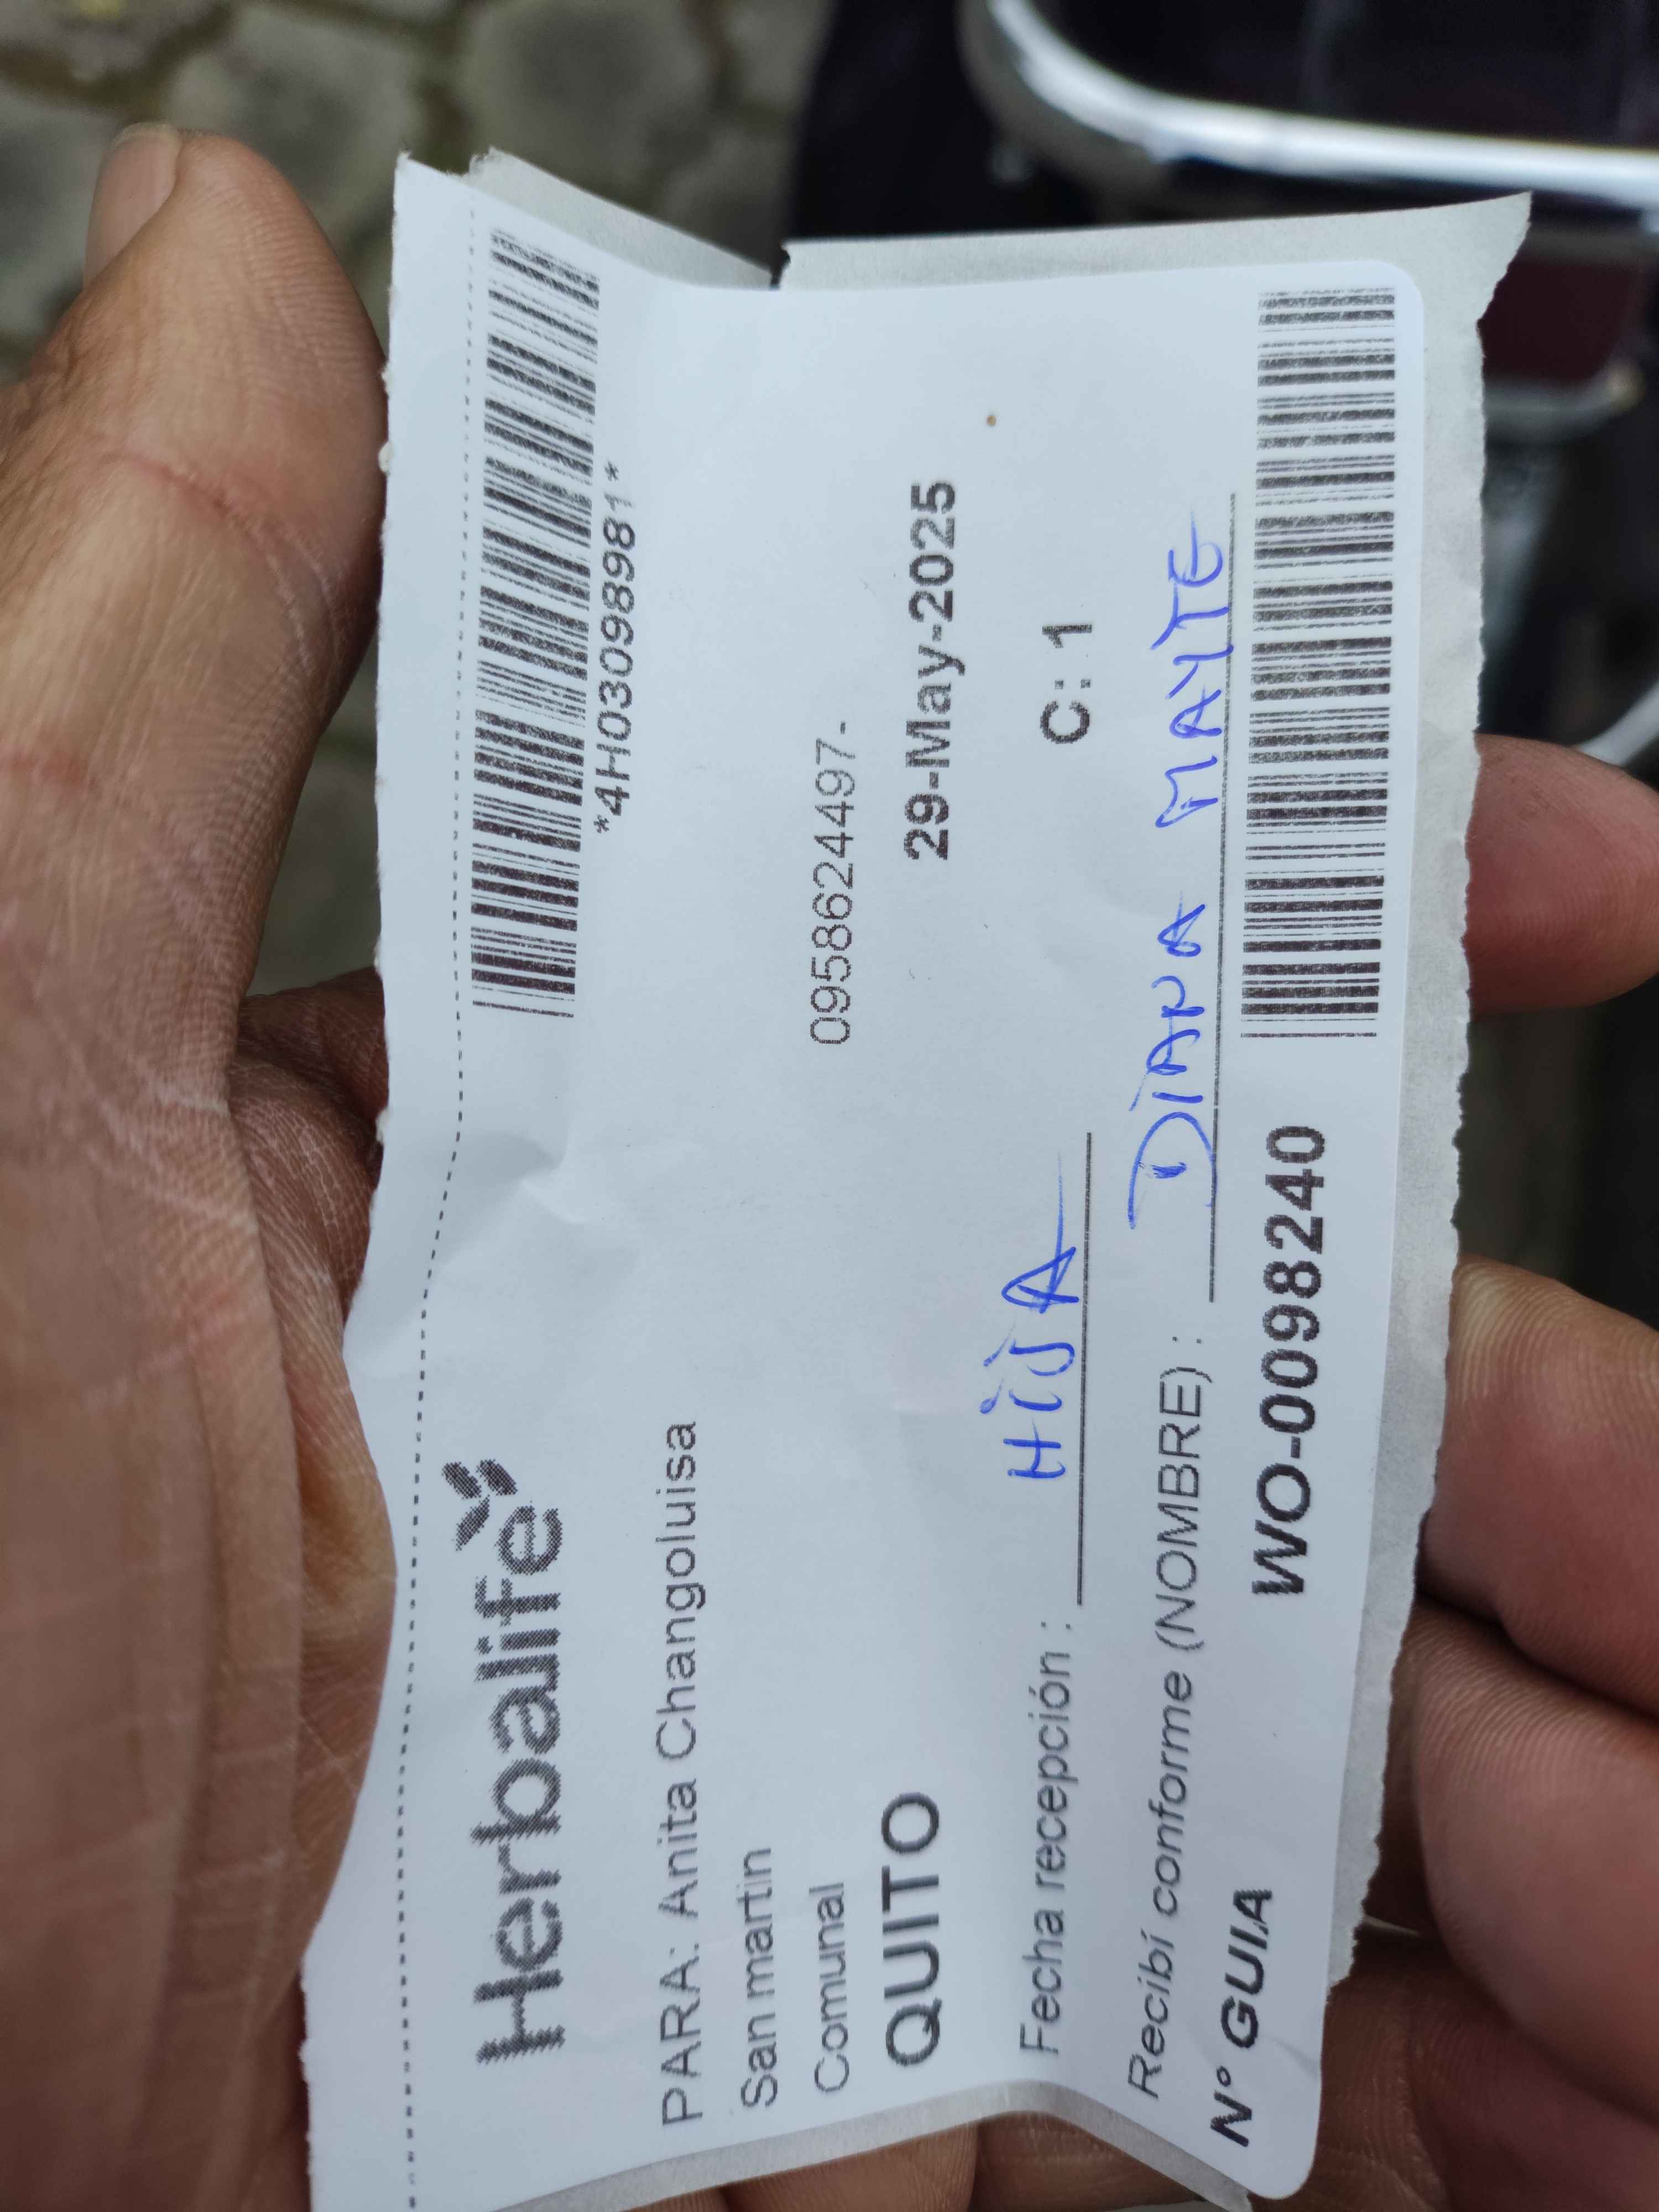 Herbalife
*4H03098981*
PARA: Anita Changoluisa
San martin
Comunal 0958624497-
QUITO 29-May-2025
Fecha recepción : HIJA C: 1
Recibí conforme (NOMBRE) : DIANA MAYTE
N° GUIA WO-0098240